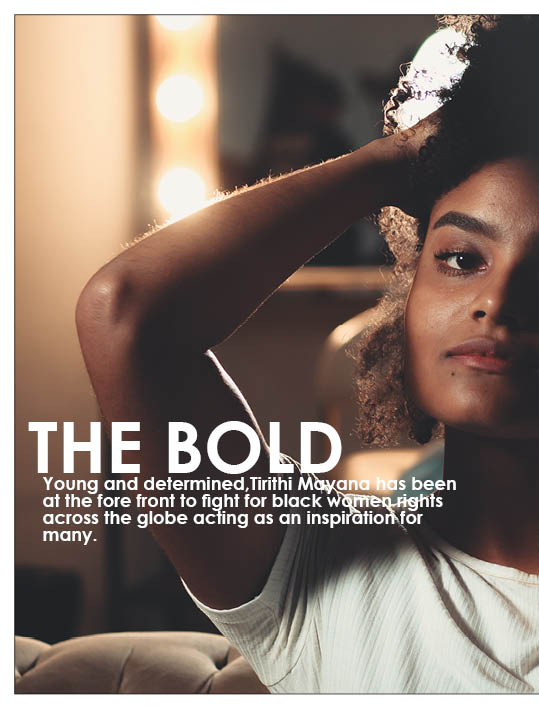 THE BOLD
Young and determined,Tirithi Mayana has been
at the fore front to fight for black women rights
across the globe acting as an inspiration for
many.